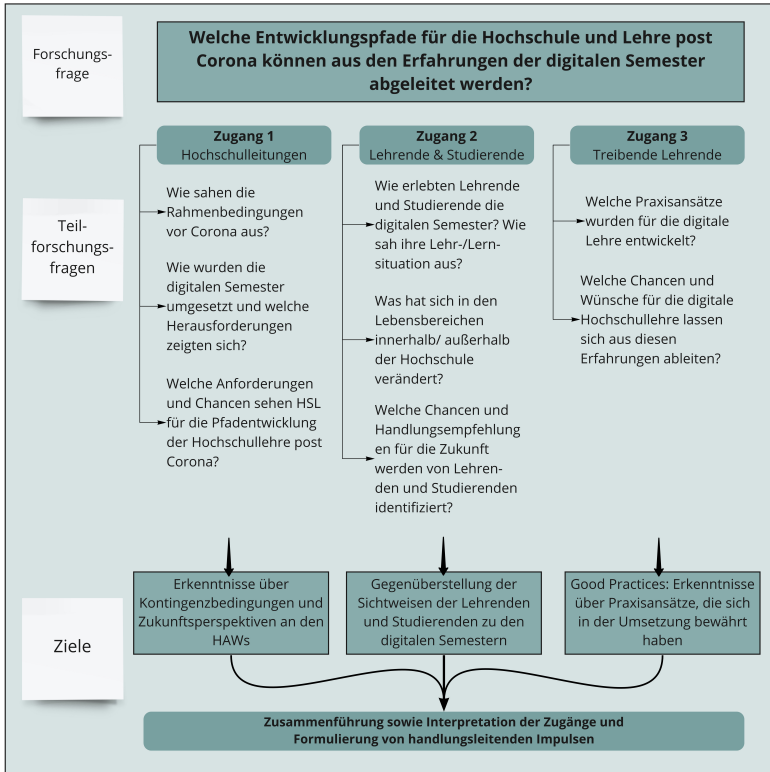 Forschungs-
frage
Welche Entwicklungspfade für die Hochschule und Lehre post
Corona können aus den Erfahrungen der digitalen Semester
abgeleitet werden?
Teil-
forschungs-
fragen
Zugang 1
Hochschulleitungen
Wie sahen die
Rahmenbedingungen
vor Corona aus?
Wie wurden die
digitalen Semester
umgesetzt und welche
Herausforderungen
zeigten sich?
Welche Anforderungen
und Chancen sehen HSL
für die Pfadentwicklung
der Hochschullehre post
Corona?
Zugang 2
Lehrende & Studierende
Wie erlebten Lehrende
und Studierende die
digitalen Semester? Wie
sah ihre Lehr-/Lern-
situation aus?
Was hat sich in den
Lebensbereichen
innerhalb/ außerhalb
der Hochschule
verändert?
Welche Chancen und
Handlungsempfehlung
en für die Zukunft
werden von Lehren-
den und Studierenden
identifiziert?
Zugang 3
Treibende Lehrende
Welche Praxisansätze
wurden für die digitale
Lehre entwickelt?
Welche Chancen und
Wünsche für die digitale
Hochschullehre lassen
sich aus diesen
Erfahrungen ableiten?
Ziele
Erkenntnisse über
Kontingenzbedingungen und
Zukunftsperspektiven an den
HAWs
Gegenüberstellung der
Sichtweisen der Lehrenden
und Studierenden zu den
digitalen Semestern
Good Practices: Erkenntnisse
über Praxisansätze, die sich
in der Umsetzung bewährt
haben
Zusammenführung sowie Interpretation der Zugänge und
Formulierung von handlungsleitenden Impulsen